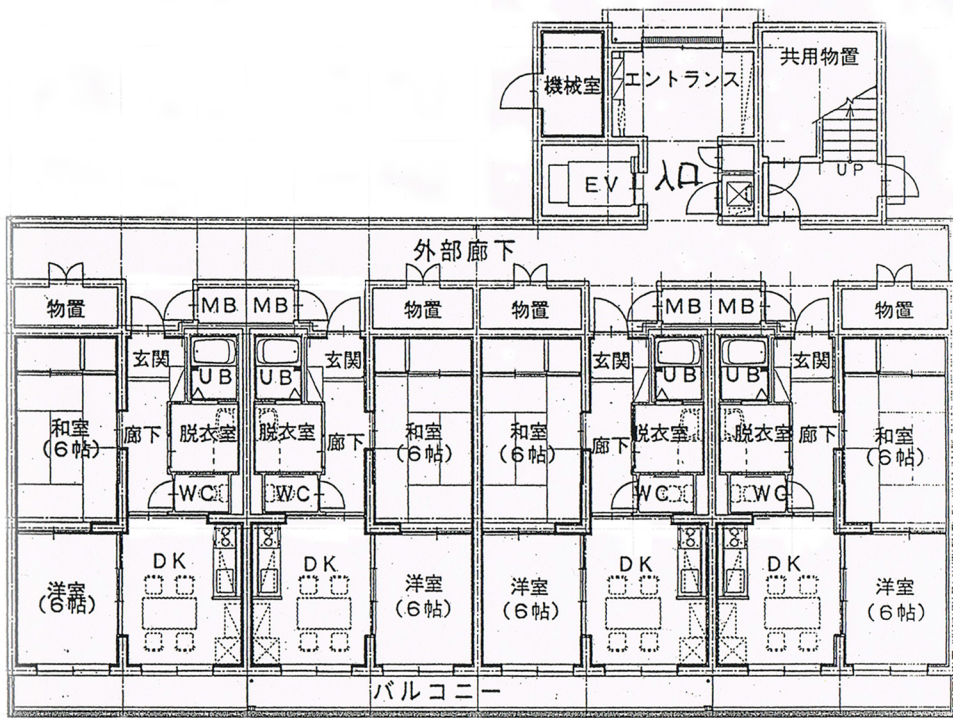 機械室
エントランス
共用物置
EV
入口
UP
外部廊下
物置
MB
MB
物置
物置
MB
MB
物置
玄関
UB
UB
玄関
玄関
UB
UB
玄関
和室
(6帖)
廊下
脱衣室
脱衣室
廊下
和室
(6帖)
和室
(6帖)
廊下
脱衣室
脱衣室
廊下
和室
(6帖)
WC
WC
WC
WC
洋室
(6帖)
DK
DK
洋室
(6帖)
洋室
(6帖)
DK
DK
洋室
(6帖)
バルコニー